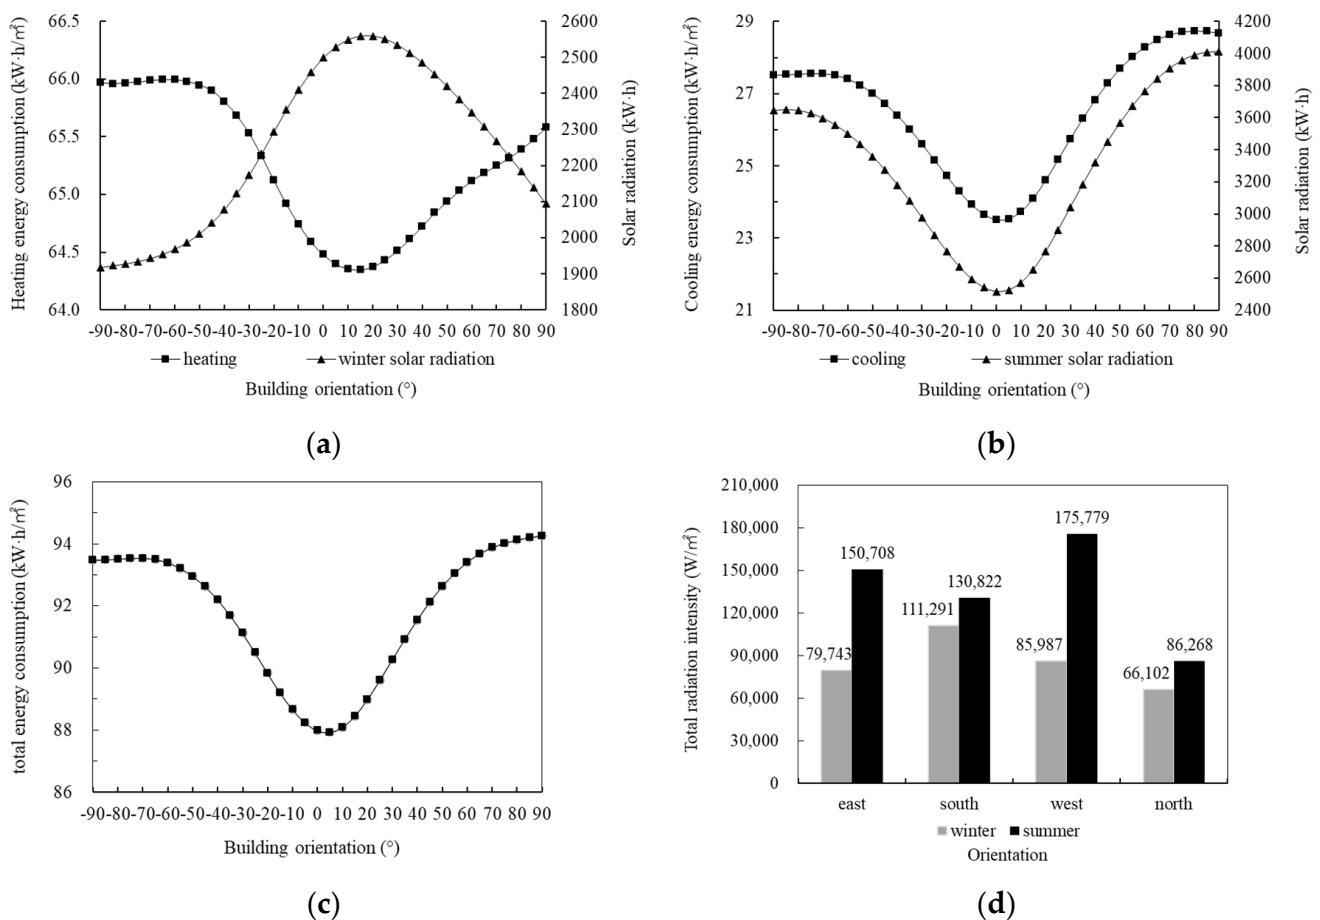 Heating energy consumption (kW·h/㎡)
66.5
66.0
65.5
65.0
64.5
64.0
2600
2500
2400
2300
2200
2100
2000
1900
1800
Solar radiation (kW·h)
-90-80-70-60-50-40-30-20-10 0 10 20 30 40 50 60 70 80 90
heating winter solar radiation
Building orientation (°)
(a)
Cooling energy consumption (kW·h/㎡)
29
27
25
23
21
4200
4000
3800
3600
3400
3200
3000
2800
2600
2400
Solar radiation (kW·h)
-90-80-70-60-50-40-30-20-10 0 10 20 30 40 50 60 70 80 90
cooling summer solar radiation
Building orientation (°)
(b)
total energy consumption (kW·h/㎡)
96
94
92
90
88
86
-90-80-70-60-50-40-30-20-10 0 10 20 30 40 50 60 70 80 90
Building orientation (°)
(c)
Total radiation intensity (W/㎡)
210,000
180,000
150,000
120,000
90,000
60,000
30,000
0
79,743 150,708
111,291 130,822
85,987 175,779
66,102 86,268
east south west north
winter summer
Orientation
(d)